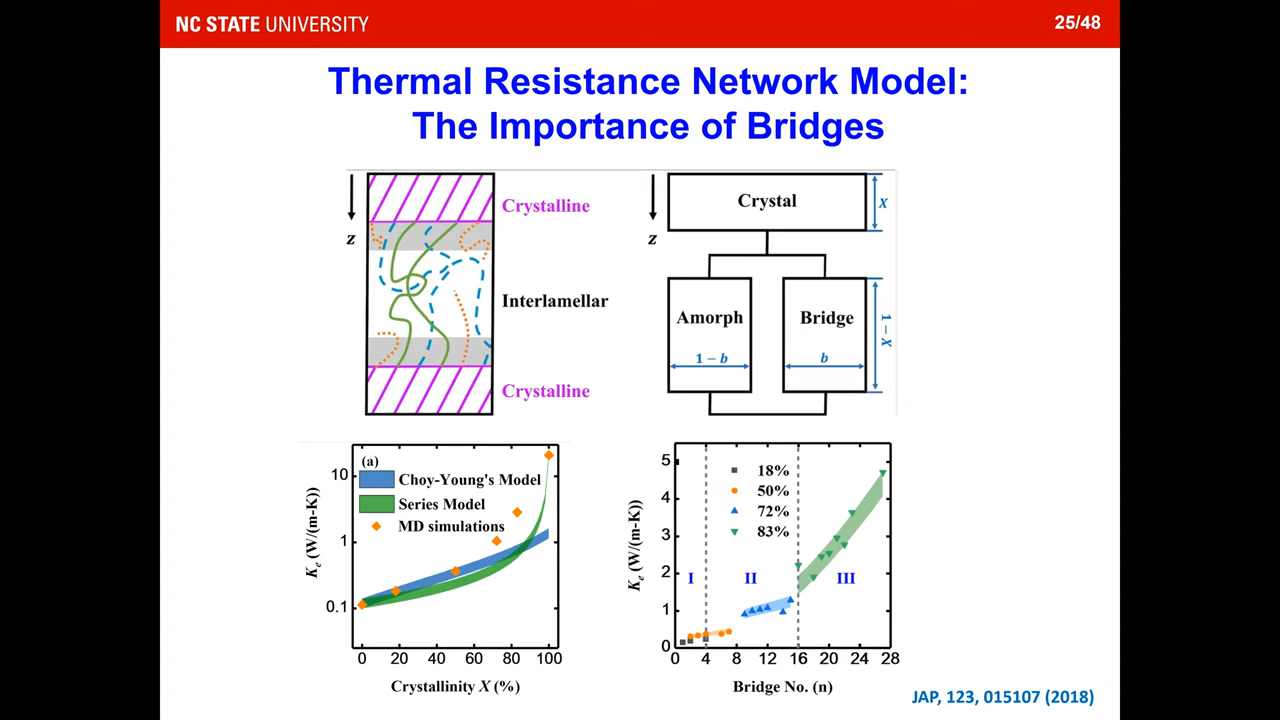 NC STATE UNIVERSITY
25/48
Thermal Resistance Network Model:
The Importance of Bridges
z
Crystalline
Interlamellar
Crystalline
z
Crystal
X
Amorph
Bridge
1 − b
b
1 − X
(a)
Choy-Young's Model
Series Model
MD simulations
10
1
0.1
Ke (W/(m-K))
0 20 40 60 80 100
Crystallinity X (%)
18%
50%
72%
83%
I II III
5
4
3
2
1
0
Ke (W/(m-K))
0 4 8 12 16 20 24 28
Bridge No. (n)
JAP, 123, 015107 (2018)